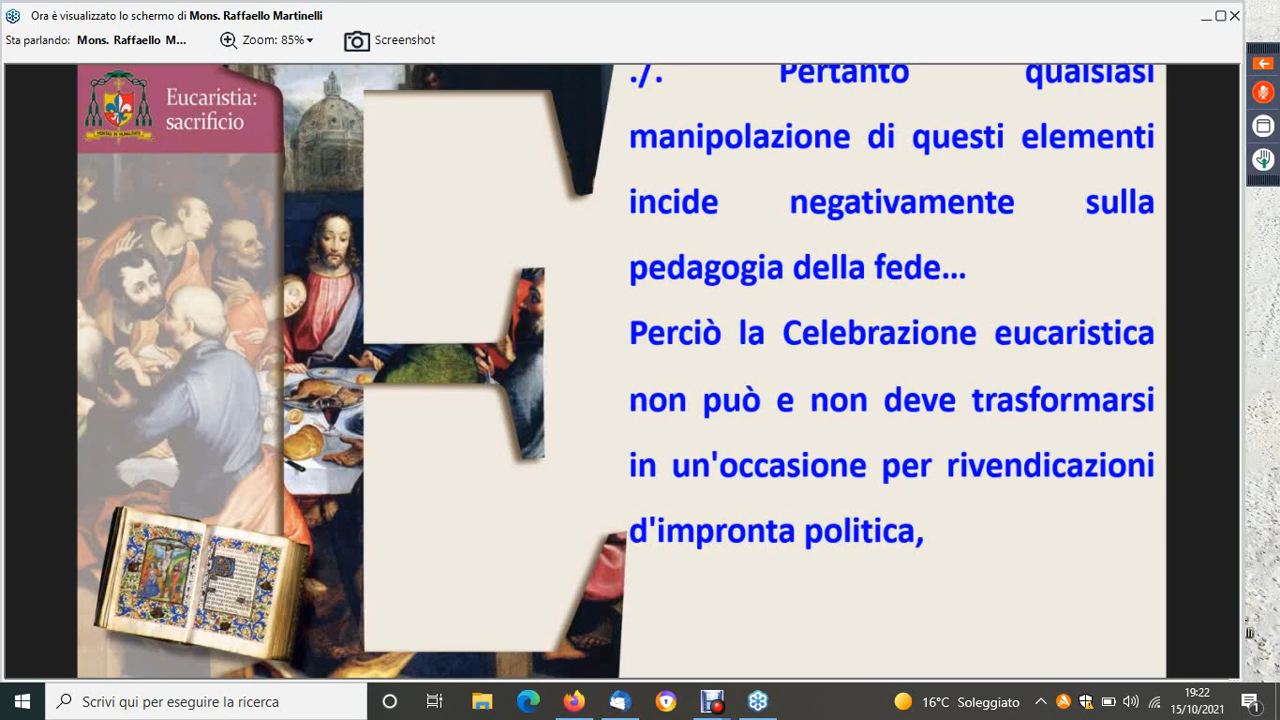 Ora è visualizzato lo schermo di Mons. Raffaello Martinelli
Sta parlando: Mons. Raffaello M...
Zoom: 85%
Screenshot
Eucaristia:
sacrificio
./. Pertanto qualsiasi
manipolazione di questi elementi
incide negativamente sulla
pedagogia della fede...
Perciò la Celebrazione eucaristica
non può e non deve trasformarsi
in un'occasione per rivendicazioni
d'impronta politica,
Scrivi qui per eseguire la ricerca
16°C Soleggiato
19:22
15/10/2021
1